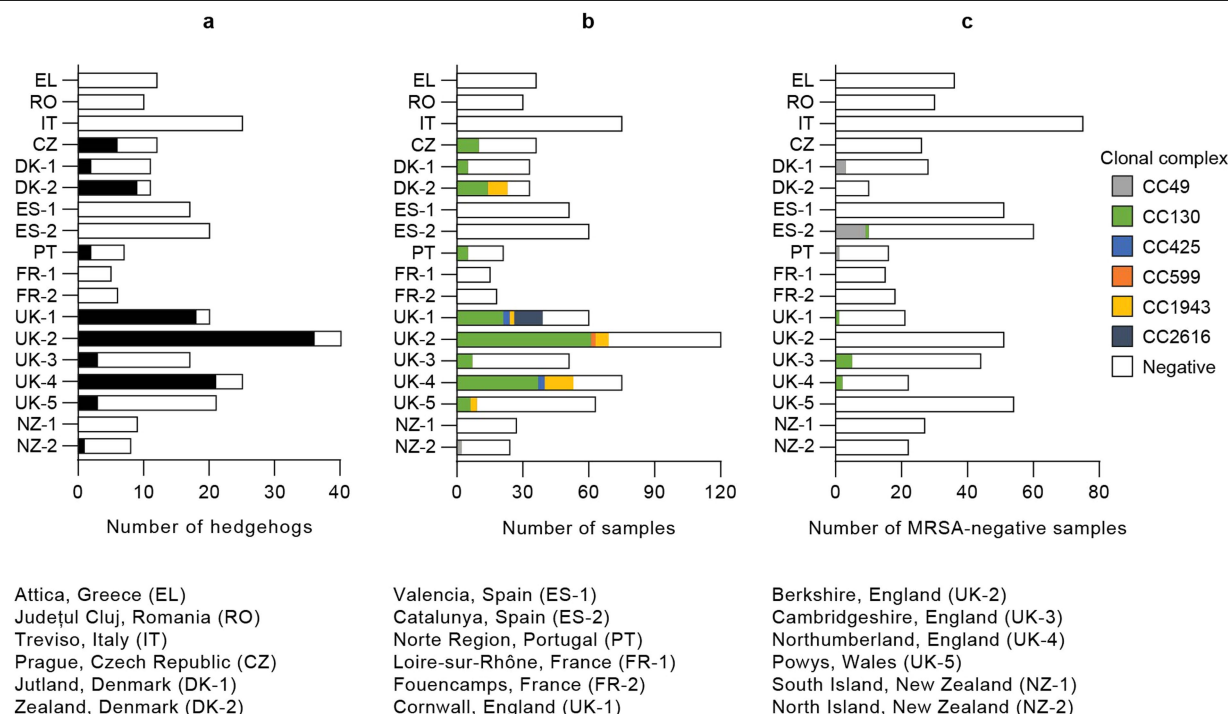 a
EL
RO
IT
CZ
DK-1
DK-2
ES-1
ES-2
PT
FR-1
FR-2
UK-1
UK-2
UK-3
UK-4
UK-5
NZ-1
NZ-2
0 10 20 30 40
Number of hedgehogs
b
EL
RO
IT
CZ
DK-1
DK-2
ES-1
ES-2
PT
FR-1
FR-2
UK-1
UK-2
UK-3
UK-4
UK-5
NZ-1
NZ-2
0 30 60 90 120
Number of samples
c
EL
RO
IT
CZ
DK-1
DK-2
ES-1
ES-2
PT
FR-1
FR-2
UK-1
UK-2
UK-3
UK-4
UK-5
NZ-1
NZ-2
0 20 40 60 80
Number of MRSA-negative samples
Clonal complex
CC49
CC130
CC425
CC599
CC1943
CC2616
Negative
Attica, Greece (EL)
Județul Cluj, Romania (RO)
Treviso, Italy (IT)
Prague, Czech Republic (CZ)
Jutland, Denmark (DK-1)
Zealand, Denmark (DK-2)
Valencia, Spain (ES-1)
Catalunya, Spain (ES-2)
Norte Region, Portugal (PT)
Loire-sur-Rhône, France (FR-1)
Fouencamps, France (FR-2)
Cornwall, England (UK-1)
Berkshire, England (UK-2)
Cambridgeshire, England (UK-3)
Northumberland, England (UK-4)
Powys, Wales (UK-5)
South Island, New Zealand (NZ-1)
North Island, New Zealand (NZ-2)